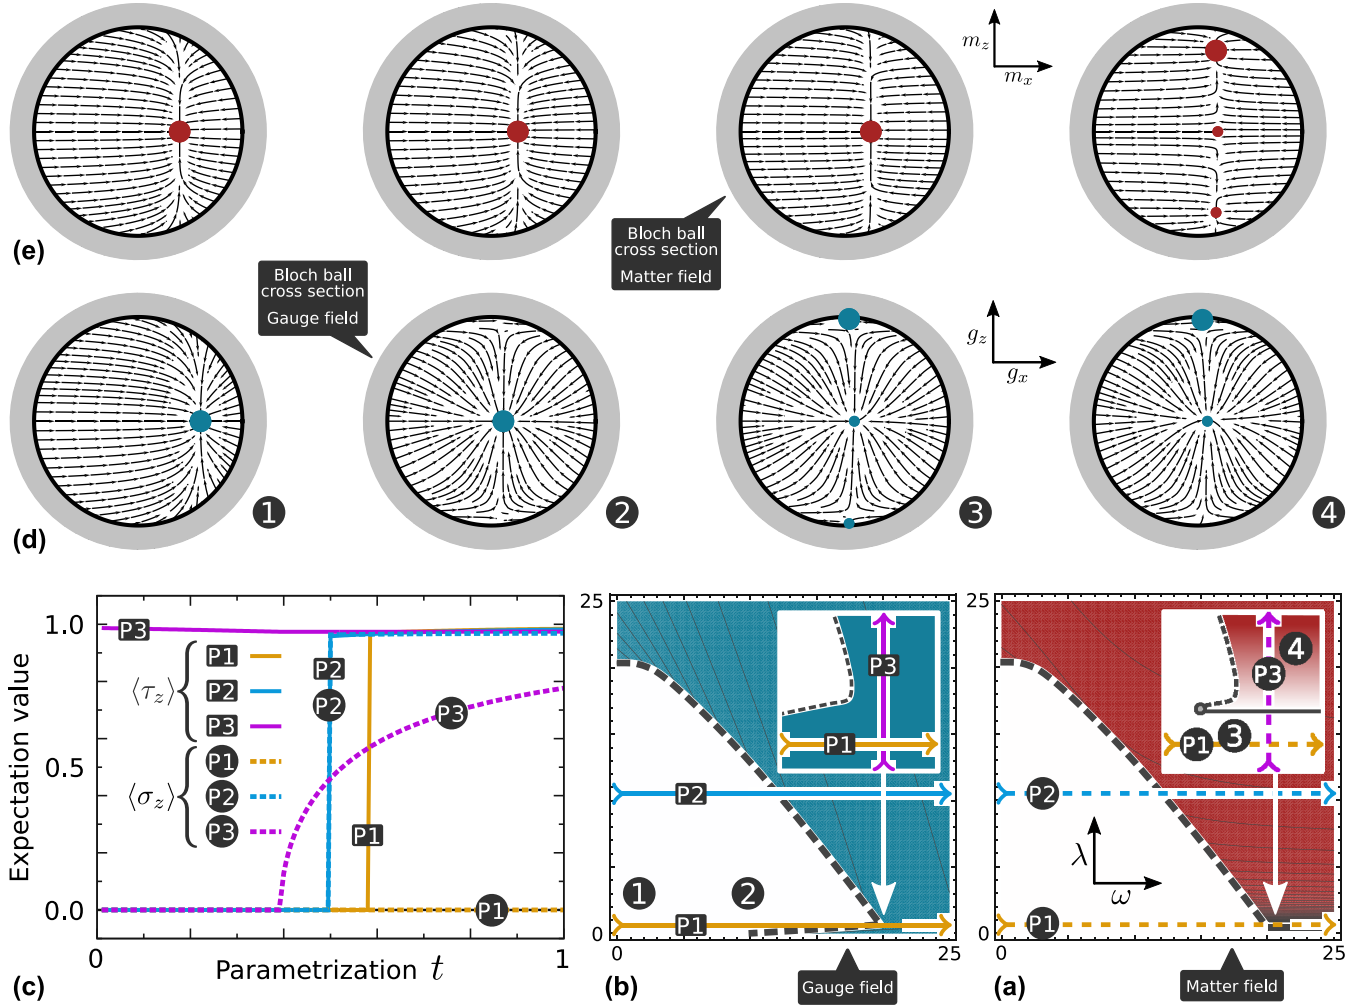 m_z
m_x
(e)
Bloch ball
cross section
Matter field
Bloch ball
cross section
Gauge field
g_z
g_x
1
2
3
4
(d)
Expectation value
1.0
0.5
0.0
P3
⟨τ_z⟩
P1
P2
P3
⟨σ_z⟩
P1
P2
P3
P2
P2
P3
P1
P1
0
Parametrization t
1
(c)
25
P3
P1
P2
1
2
P1
0
0
25
(b)
Gauge field
25
4
P3
3
P1
P2
λ
ω
P1
0
0
25
(a)
Matter field